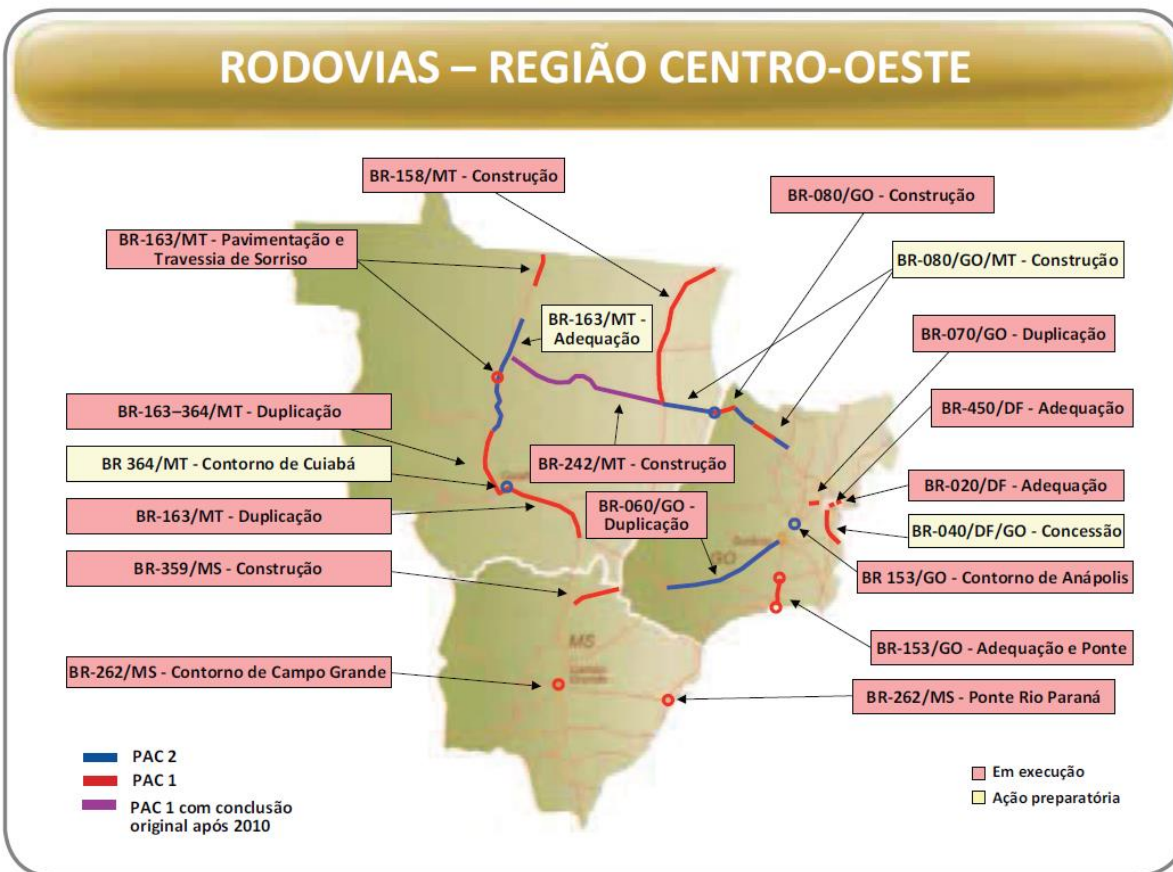 RODOVIAS – REGIÃO CENTRO-OESTE
BR-158/MT - Construção
BR-080/GO - Construção
BR-163/MT - Pavimentação e
Travessia de Sorriso
BR-080/GO/MT - Construção
BR-163/MT -
Adequação
BR-070/GO - Duplicação
BR-163–364/MT - Duplicação
BR-450/DF - Adequação
BR 364/MT - Contorno de Cuiabá
BR-242/MT - Construção
BR-020/DF - Adequação
BR-163/MT - Duplicação
BR-060/GO -
Duplicação
BR-040/DF/GO - Concessão
GO
BR-359/MS - Construção
BR 153/GO - Contorno de Anápolis
MS
BR-153/GO - Adequação e Ponte
Campo
Grande
BR-262/MS - Contorno de Campo Grande
BR-262/MS - Ponte Rio Paraná
PAC 2
PAC 1
PAC 1 com conclusão
original após 2010
Em execução
Ação preparatória